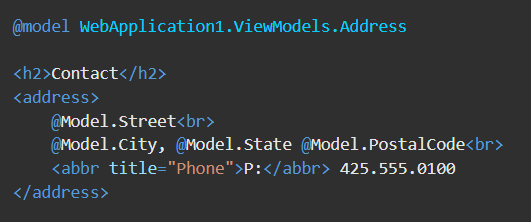 @model WebApplication1.ViewModels.Address
<h2>Contact</h2>
<address>
@Model.Street<br>
@Model.City, @Model.State @Model.PostalCode<br>
<abbr title="Phone">P:</abbr> 425.555.0100
</address>